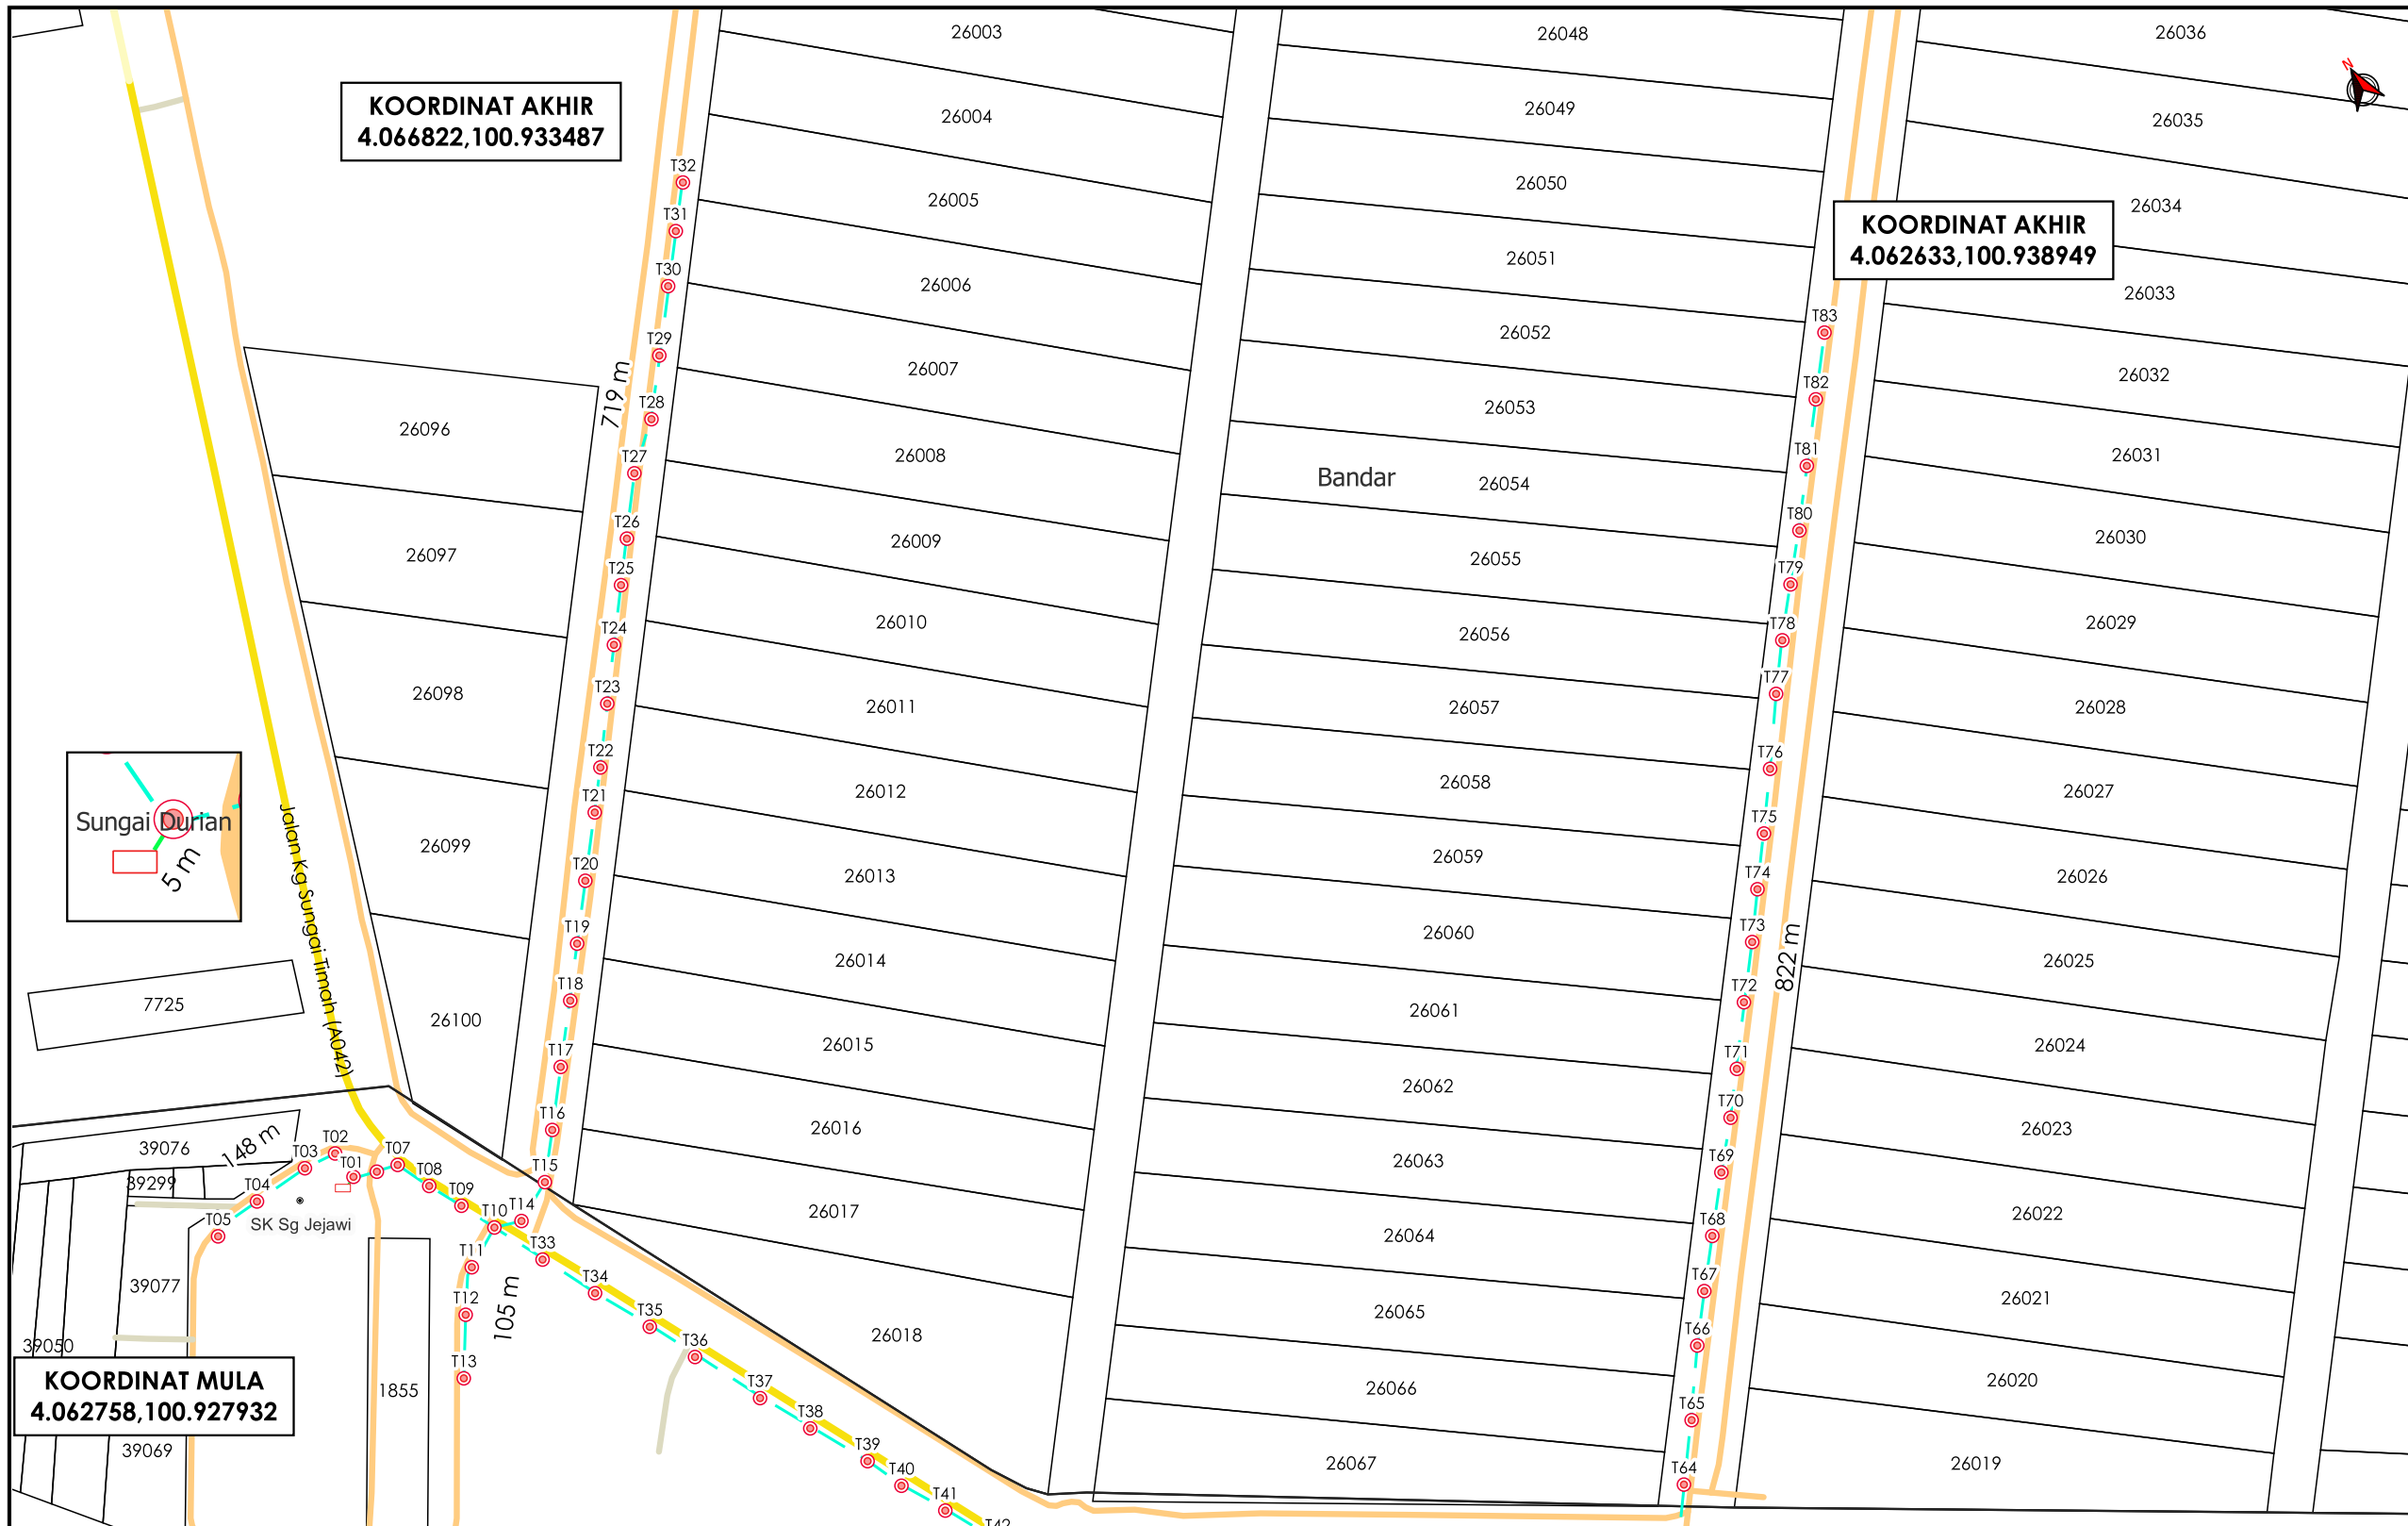 KOORDINAT AKHIR
4.066822,100.933487
KOORDINAT AKHIR
4.062633,100.938949
KOORDINAT MULA
4.062758,100.927932
N
Bandar
Sungai Durian
5 m
Jalan Kg Sungai Timah (A042)
SK Sg Jejawi
719 m
822 m
148 m
105 m
26003
26004
26005
26006
26007
26008
26009
26010
26011
26012
26013
26014
26015
26016
26017
26018
26048
26049
26050
26051
26052
26053
26054
26055
26056
26057
26058
26059
26060
26061
26062
26063
26064
26065
26066
26067
26036
26035
26034
26033
26032
26031
26030
26029
26028
26027
26026
26025
26024
26023
26022
26021
26020
26019
26096
26097
26098
26099
26100
7725
39076
39299
39077
39050
39069
1855
T32
T31
T30
T29
T28
T27
T26
T25
T24
T23
T22
T21
T20
T19
T18
T17
T16
T15
T14
T02
T03
T01
T04
T05
T07
T08
T09
T10
T11
T12
T13
T33
T34
T35
T36
T37
T38
T39
T40
T41
T42
T83
T82
T81
T80
T79
T78
T77
T76
T75
T74
T73
T72
T71
T70
T69
T68
T67
T66
T65
T64